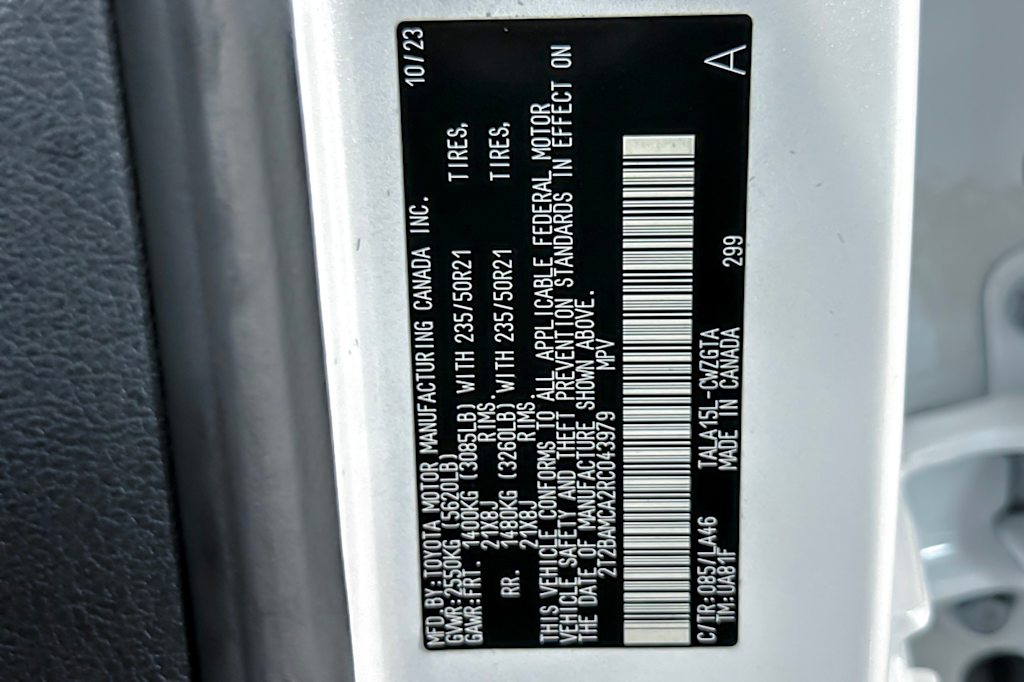 MFD.BY:TOYOTA MOTOR MANUFACTURING CANADA INC. 10/23
GVWR:2550KG (5620LB)
GAWR:FRT. 1400KG (3085LB) WITH 235/50R21 TIRES,
21X8J RIMS.
RR. 1480KG (3260LB) WITH 235/50R21 TIRES,
21X8J RIMS.
THIS VEHICLE CONFORMS TO ALL APPLICABLE FEDERAL MOTOR
VEHICLE SAFETY AND THEFT PREVENTION STANDARDS IN EFFECT ON
THE DATE OF MANUFACTURE SHOWN ABOVE.
2T2BAMCA2RC043979 MPV
C/TR:085/LA46 TALA15L-CWZGTA 299 A
TM:UA81F MADE IN CANADA